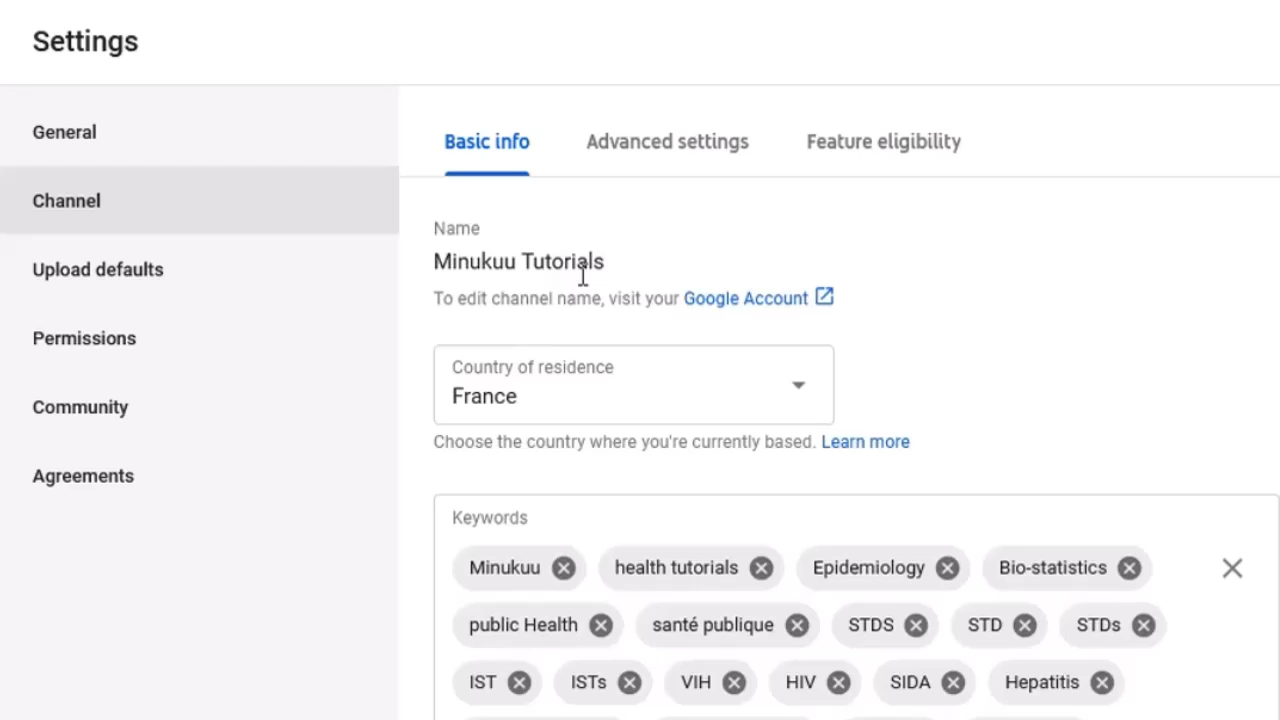 Settings
General
Channel
Upload defaults
Permissions
Community
Agreements
Basic info Advanced settings Feature eligibility
Name
Minukuu Tutorials
To edit channel name, visit your Google Account
Country of residence
France
Choose the country where you're currently based. Learn more
Keywords
Minukuu health tutorials Epidemiology Bio-statistics
public Health santé publique STDS STD STDs
IST ISTs VIH HIV SIDA Hepatitis